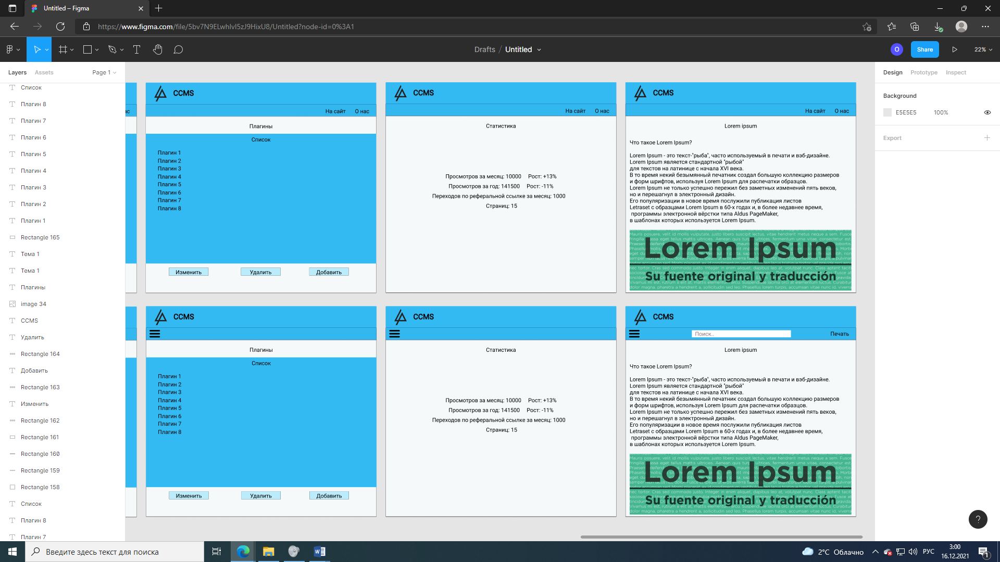 Untitled – Figma
https://www.figma.com/file/5bv7N9ELwhlvI5zJ9HixU8/Untitled?node-id=0%3A1
Drafts / Untitled
O
Share
22%
Layers
Assets
Page 1
Список
Плагин 8
Плагин 7
Плагин 6
Плагин 5
Плагин 4
Плагин 3
Плагин 2
Плагин 1
Rectangle 165
Тема 1
Тема 1
Плагины
image 34
CCMS
Удалить
Rectangle 164
Добавить
Rectangle 163
Изменить
Rectangle 162
Rectangle 161
Rectangle 160
Rectangle 159
Rectangle 158
Список
Плагин 8
Плагин 7
ас
CCMS
На сайт О нас
Плагины
Список
Плагин 1
Плагин 2
Плагин 3
Плагин 4
Плагин 5
Плагин 6
Плагин 7
Плагин 8
Изменить
Удалить
Добавить
CCMS
На сайт О нас
Статистика
Просмотров за месяц: 10000 Рост: +13%
Просмотров за год: 141500 Рост: -11%
Переходов по реферальной ссылке за месяц: 1000
Страниц: 15
CCMS
На сайт О нас
Lorem ipsum
Что такое Lorem Ipsum?
Lorem Ipsum - это текст-"рыба", часто используемый в печати и вэб-дизайне.
Lorem Ipsum является стандартной "рыбой"
для текстов на латинице с начала XVI века.
В то время некий безымянный печатник создал большую коллекцию размеров
и форм шрифтов, используя Lorem Ipsum для распечатки образцов.
Lorem Ipsum не только успешно пережил без заметных изменений пять веков,
но и перешагнул в электронный дизайн.
Его популяризации в новое время послужили публикация листов
Letraset с образцами Lorem Ipsum в 60-х годах и, в более недавнее время,
программы электронной вёрстки типа Aldus PageMaker,
в шаблонах которых используется Lorem Ipsum.
Lorem Ipsum
Su fuente original y traducción
CCMS
Плагины
Список
Плагин 1
Плагин 2
Плагин 3
Плагин 4
Плагин 5
Плагин 6
Плагин 7
Плагин 8
Изменить
Удалить
Добавить
CCMS
Статистика
Просмотров за месяц: 10000 Рост: +13%
Просмотров за год: 141500 Рост: -11%
Переходов по реферальной ссылке за месяц: 1000
Страниц: 15
CCMS
Поиск..
Печать
Lorem ipsum
Что такое Lorem Ipsum?
Lorem Ipsum - это текст-"рыба", часто используемый в печати и вэб-дизайне.
Lorem Ipsum является стандартной "рыбой"
для текстов на латинице с начала XVI века.
В то время некий безымянный печатник создал большую коллекцию размеров
и форм шрифтов, используя Lorem Ipsum для распечатки образцов.
Lorem Ipsum не только успешно пережил без заметных изменений пять веков,
но и перешагнул в электронный дизайн.
Его популяризации в новое время послужили публикация листов
Letraset с образцами Lorem Ipsum в 60-х годах и, в более недавнее время,
программы электронной вёрстки типа Aldus PageMaker,
в шаблонах которых используется Lorem Ipsum.
Lorem Ipsum
Su fuente original y traducción
Design
Prototype
Inspect
Background
E5E5E5
100%
Export
?
Введите здесь текст для поиска
2°C Облачно
РУС
3:00
16.12.2021
1